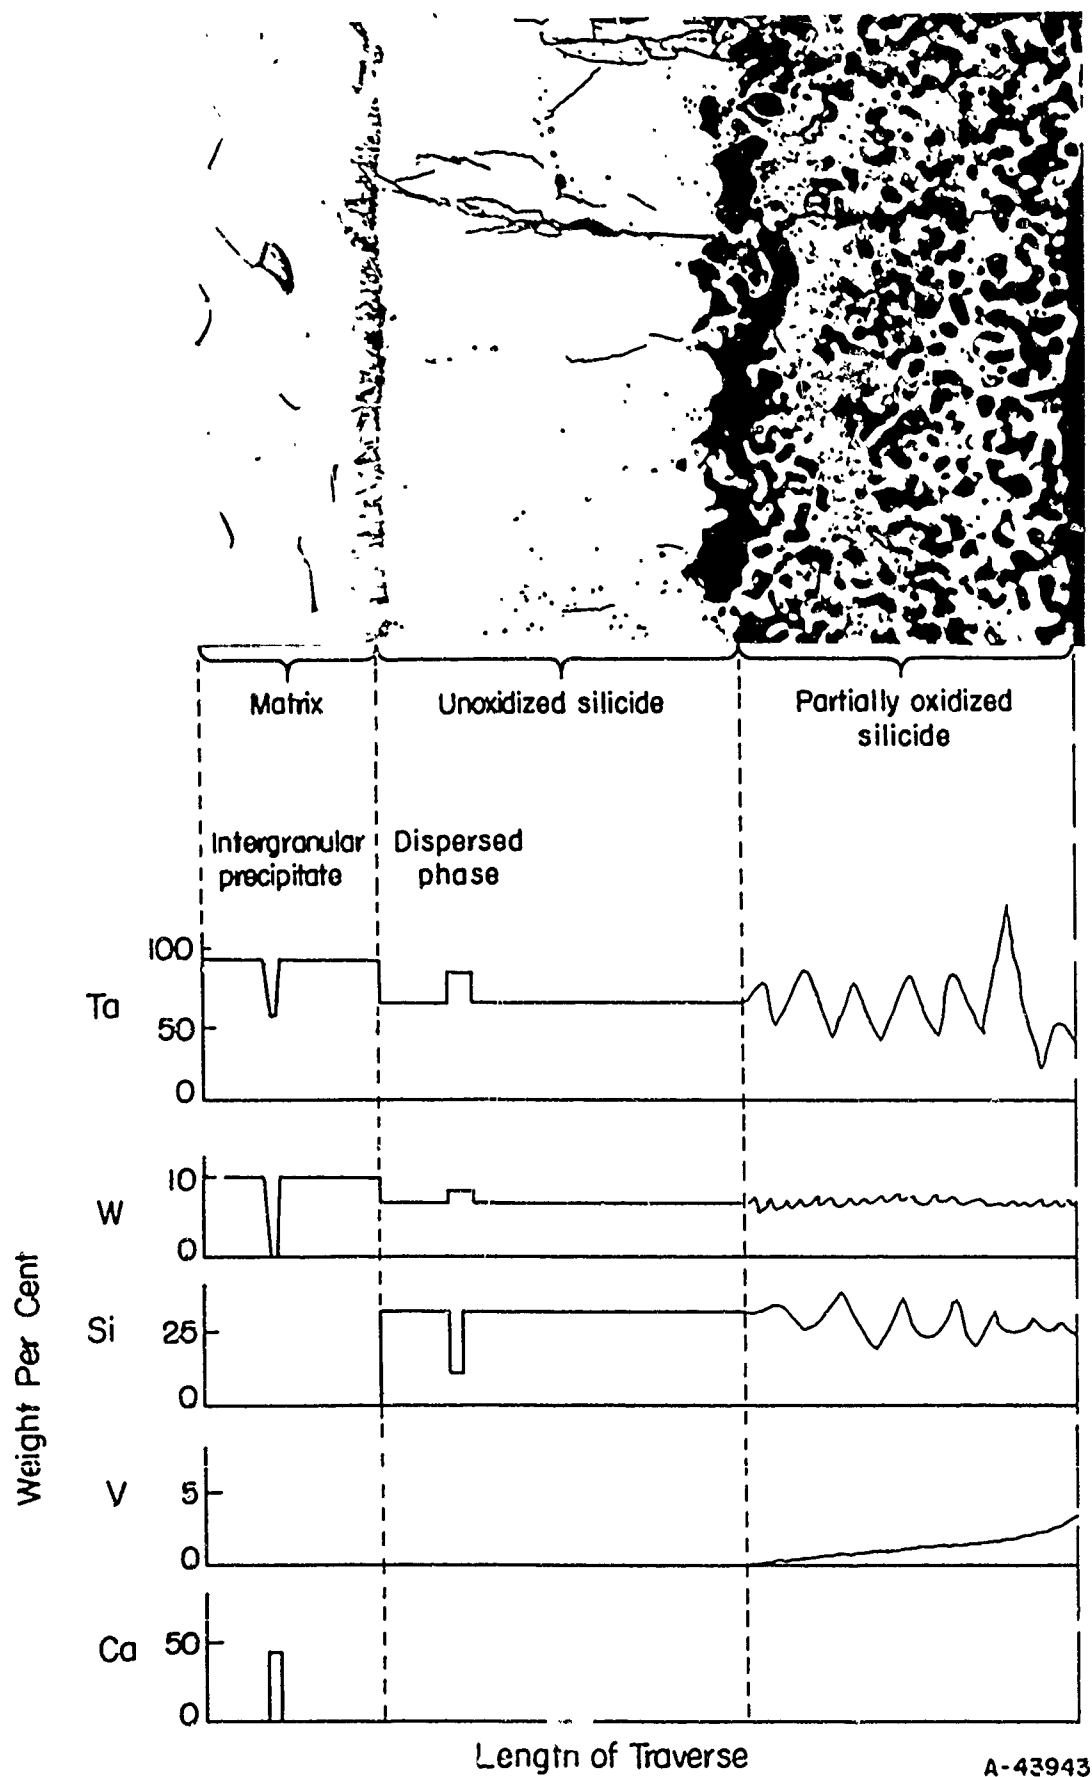 Matrix
Unoxidized silicide
Partially oxidized
silicide
Intergranular
precipitate
Dispersed
phase
100
Ta
50
0
10
W
0
Si
25
0
V
5
0
Ca
50
0
Weight Per Cent
Length of Traverse
A-43943